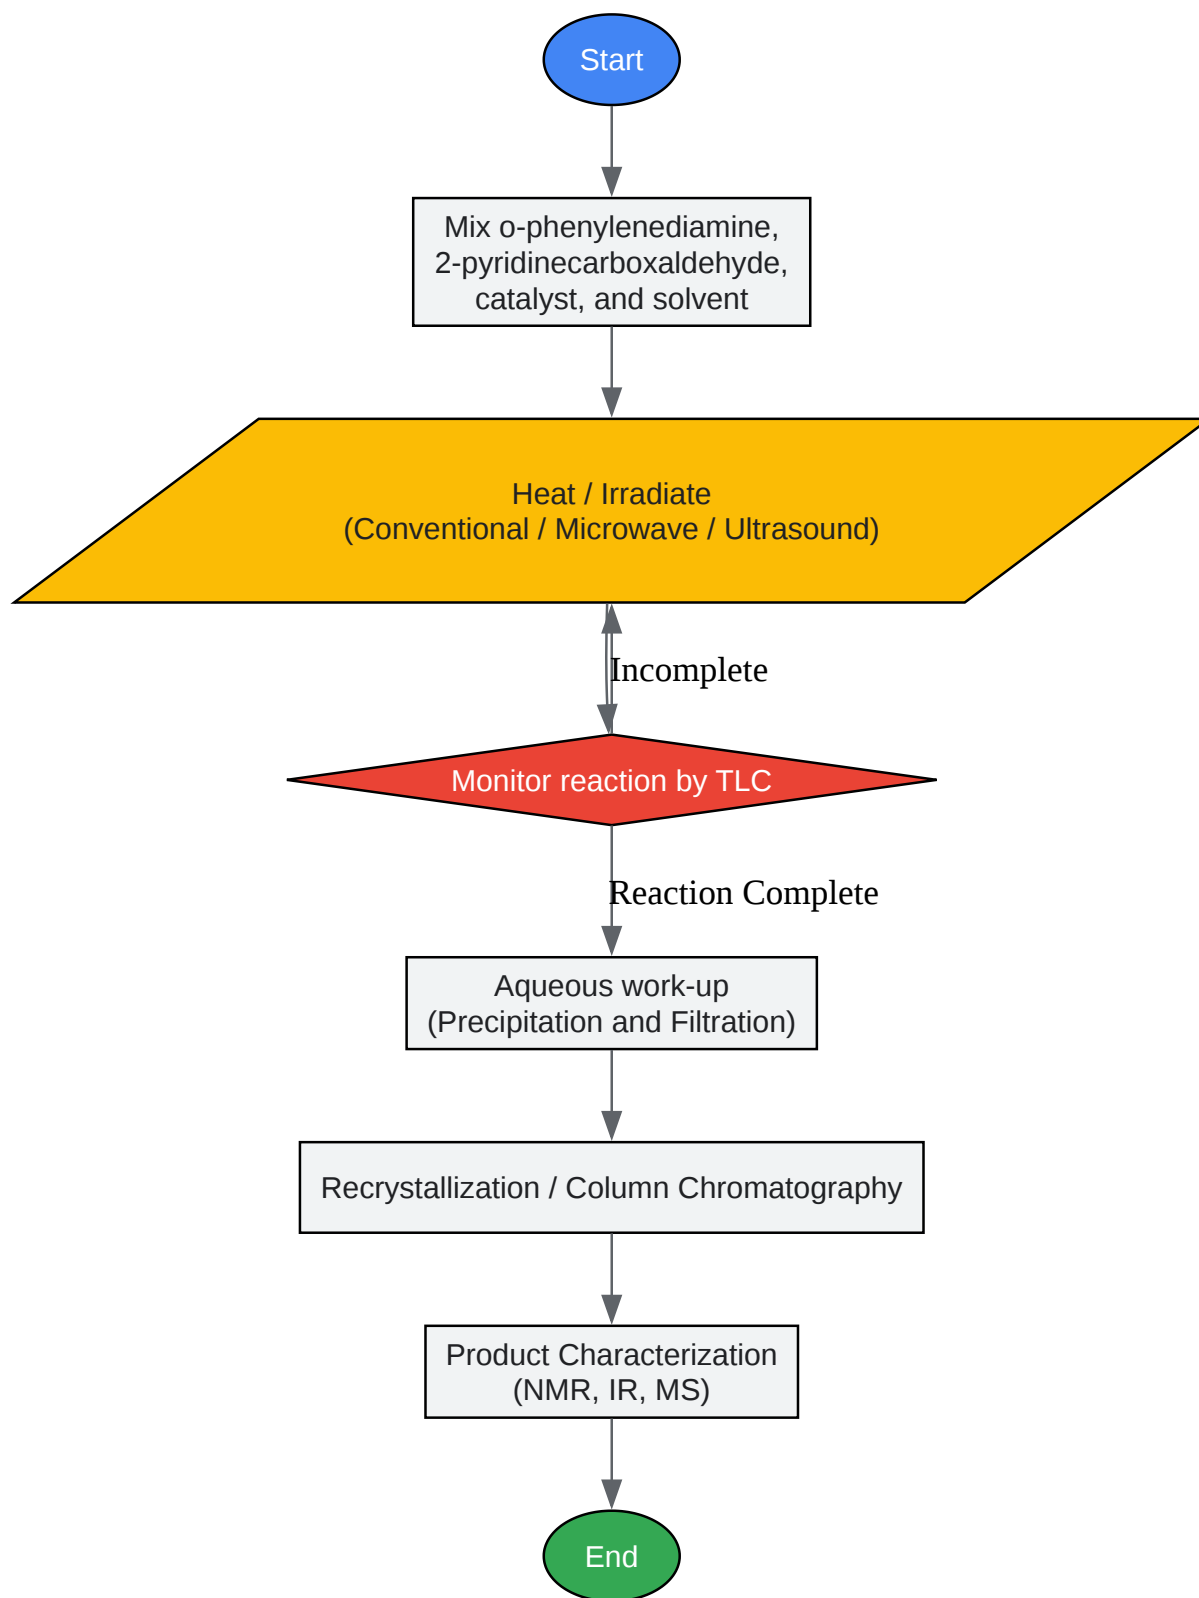 Start
Mix o-phenylenediamine,
2-pyridinecarboxaldehyde,
catalyst, and solvent
Heat / Irradiate
(Conventional / Microwave / Ultrasound)
Incomplete
Monitor reaction by TLC
Reaction Complete
Aqueous work-up
(Precipitation and Filtration)
Recrystallization / Column Chromatography
Product Characterization
(NMR, IR, MS)
End